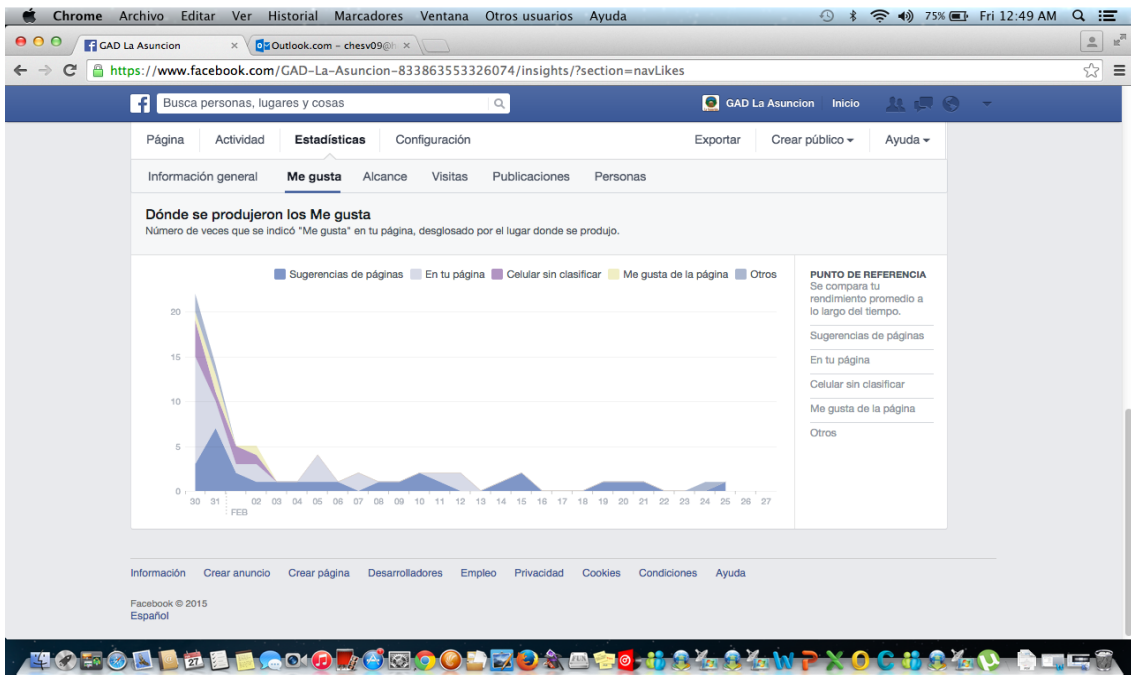 Chrome Archivo Editar Ver Historial Marcadores Ventana Otros usuarios Ayuda 75% Fri 12:49 AM
GAD La Asuncion Outlook.com – chesv09@
https://www.facebook.com/GAD-La-Asuncion-833863553326074/insights/?section=navLikes
Busca personas, lugares y cosas GAD La Asuncion Inicio
Página Actividad Estadísticas Configuración Exportar Crear público Ayuda
Información general Me gusta Alcance Visitas Publicaciones Personas
Dónde se produjeron los Me gusta
Número de veces que se indicó "Me gusta" en tu página, desglosado por el lugar donde se produjo.
Sugerencias de páginas En tu página Celular sin clasificar Me gusta de la página Otros
20
15
10
5
0
30 31 02 03 04 05 06 07 08 09 10 11 12 13 14 15 16 17 18 19 20 21 22 23 24 25 26 27
FEB
PUNTO DE REFERENCIA
Se compara tu
rendimiento promedio a
lo largo del tiempo.
Sugerencias de páginas
En tu página
Celular sin clasificar
Me gusta de la página
Otros
Información Crear anuncio Crear página Desarrolladores Empleo Privacidad Cookies Condiciones Ayuda
Facebook © 2015
Español